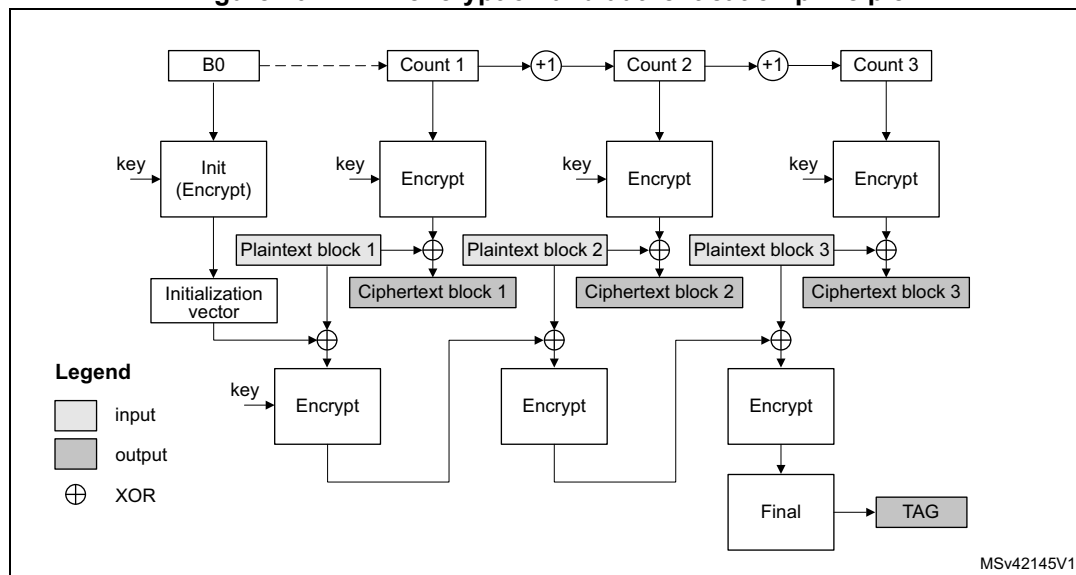 B0
Count 1
+1
Count 2
+1
Count 3
key
Init
(Encrypt)
key
Encrypt
key
Encrypt
key
Encrypt
Plaintext block 1
Plaintext block 2
Plaintext block 3
Ciphertext block 1
Ciphertext block 2
Ciphertext block 3
Initialization
vector
Legend
input
output
XOR
key
Encrypt
Encrypt
Encrypt
Final
TAG
MSv42145V1